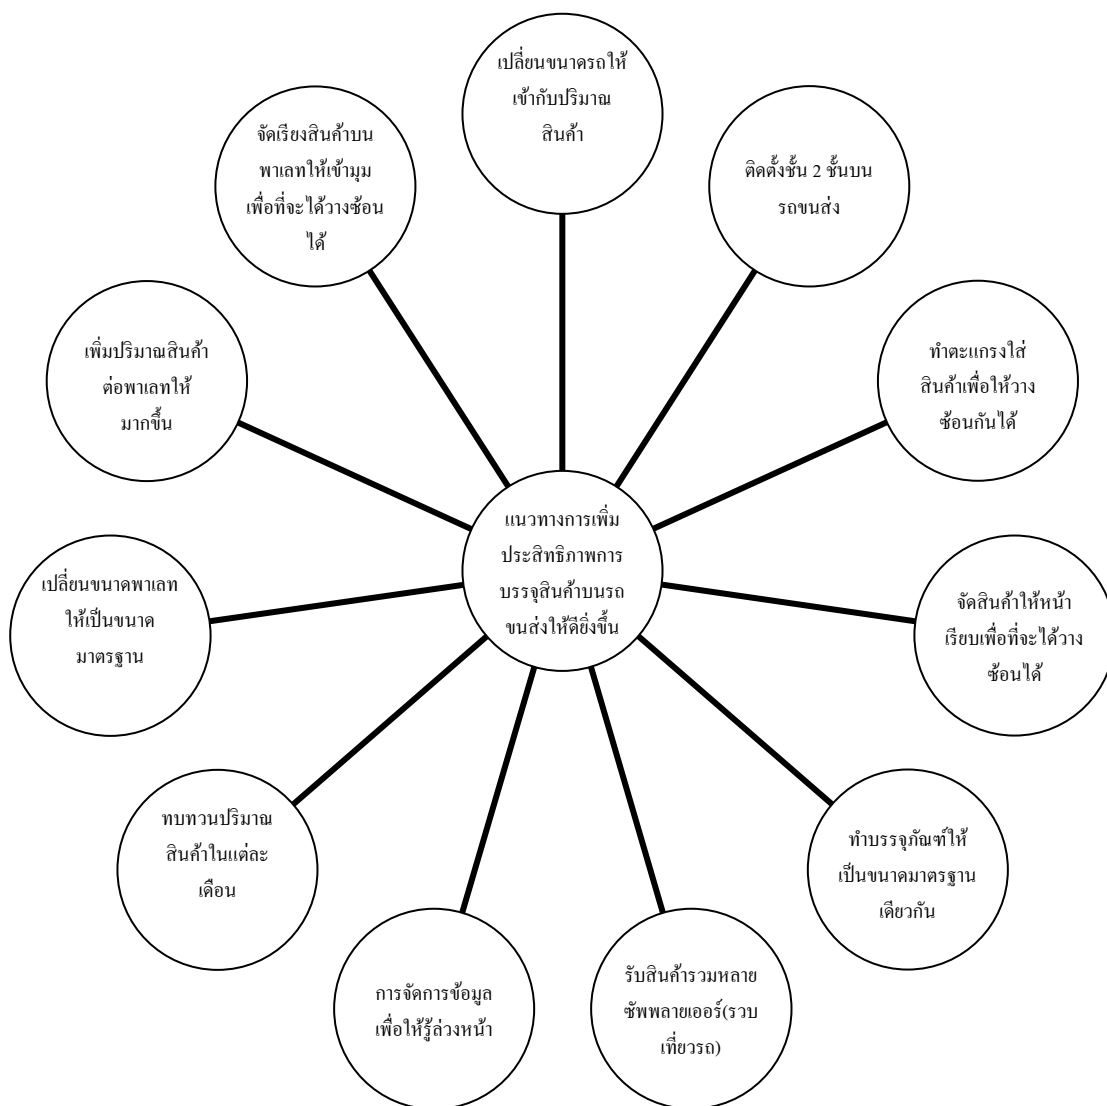 เปลี่ยนขนาดรถให้
เข้ากับปริมาณ
สินค้า
ติดตั้งชั้น 2 ชั้นบน
รถขนส่ง
ทำตะแกรงใส่
สินค้าเพื่อให้วาง
ซ้อนกันได้
จัดสินค้าให้หน้า
เรียบเพื่อที่จะได้วาง
ซ้อนได้
ทำบรรจุภัณฑ์ให้
เป็นขนาดมาตรฐาน
เดียวกัน
รับสินค้ารวมหลาย
ซัพพลายเออร์(รวบ
เที่ยวรถ)
การจัดการข้อมูล
เพื่อให้รู้ล่วงหน้า
ทบทวนปริมาณ
สินค้าในแต่ละ
เดือน
เปลี่ยนขนาดพาเลท
ให้เป็นขนาด
มาตรฐาน
เพิ่มปริมาณสินค้า
ต่อพาเลทให้
มากขึ้น
จัดเรียงสินค้าบน
พาเลทให้เข้ามุม
เพื่อที่จะได้วางซ้อน
ได้
แนวทางการเพิ่ม
ประสิทธิภาพการ
บรรจุสินค้าบนรถ
ขนส่งให้ดียิ่งขึ้น